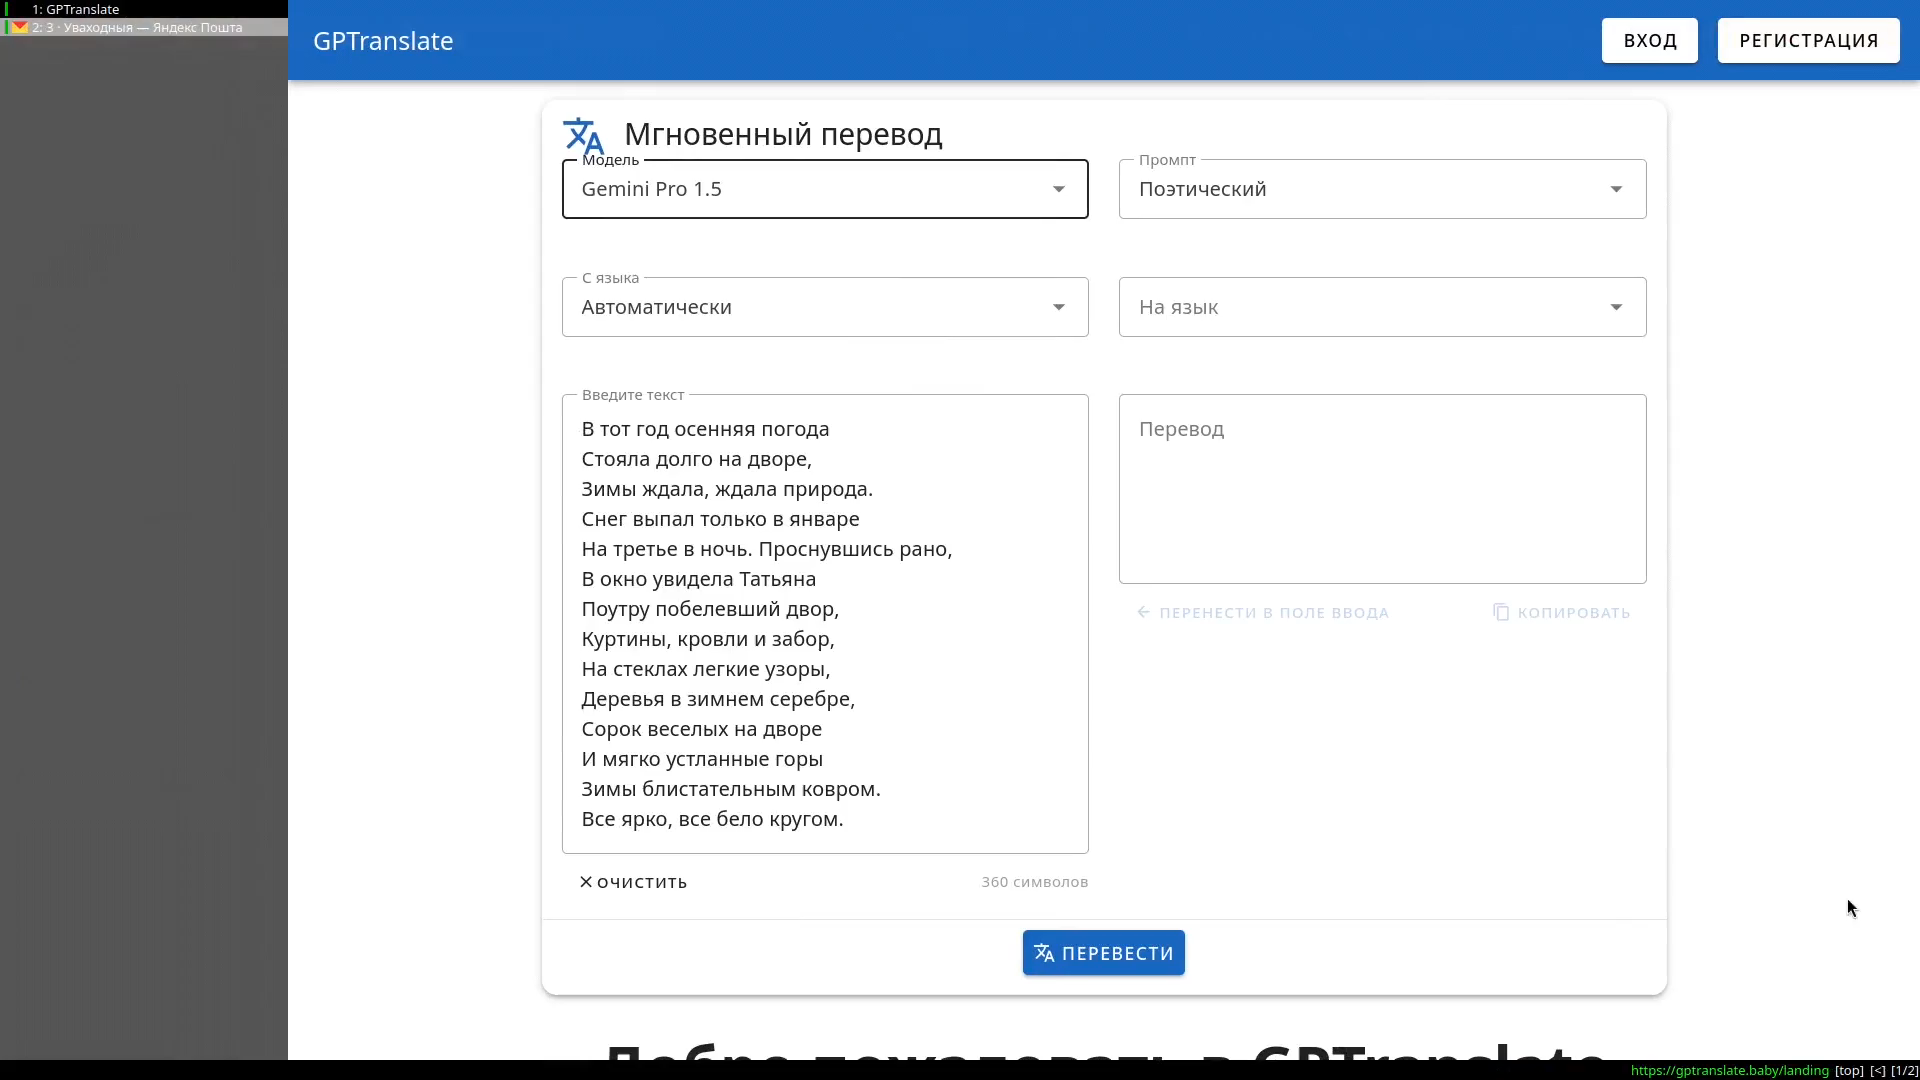 1: GPTranslate
2: 3 · Уваходныя — Яндекс Пошта
GPTranslate
ВХОД
РЕГИСТРАЦИЯ
Мгновенный перевод
Модель
Gemini Pro 1.5
Промпт
Поэтический
С языка
Автоматически
На язык
Введите текст
В тот год осенняя погода
Стояла долго на дворе,
Зимы ждала, ждала природа.
Снег выпал только в январе
На третье в ночь. Проснувшись рано,
В окно увидела Татьяна
Поутру побелевший двор,
Куртины, кровли и забор,
На стеклах легкие узоры,
Деревья в зимнем серебре,
Сорок веселых на дворе
И мягко устланные горы
Зимы блистательным ковром.
Все ярко, все бело кругом.
Перевод
ПЕРЕНЕСТИ В ПОЛЕ ВВОДА
КОПИРОВАТЬ
ОЧИСТИТЬ
360 символов
ПЕРЕВЕСТИ
Добро пожаловать в GPTranslate
https://gptranslate.baby/landing [top] [<] [1/2]